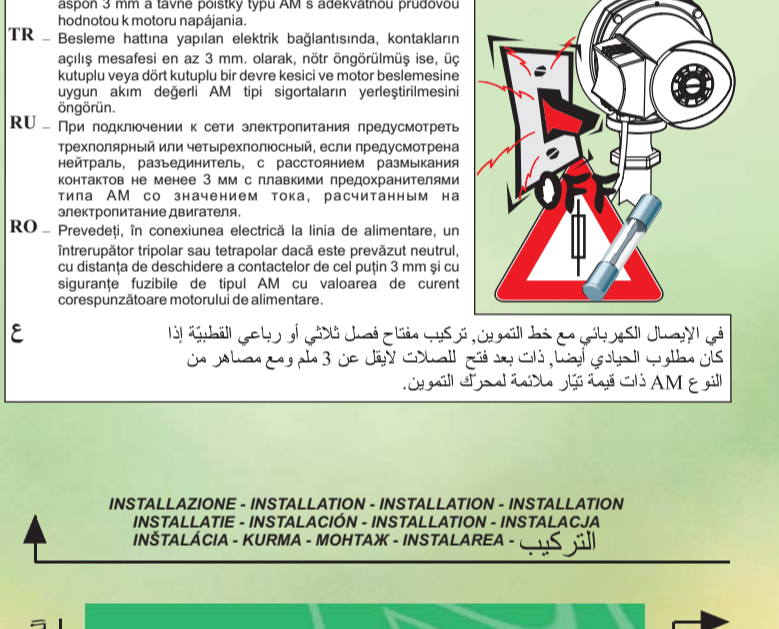 aspoň 3 mm a tavné poistky typu AM s adekvátnou prúdovou
hodnotou k motoru napájania.
TR – Besleme hattına yapılan elektrik bağlantısında, kontakların
açılış mesafesi en az 3 mm. olarak, nötr öngörülmüş ise, üç
kutuplu veya dört kutuplu bir devre kesici ve motor beslemesine
uygun akım değerli AM tipi sigortaların yerleştirilmesini
öngörün.
RU – При подключении к сети электропитания предусмотреть
трехполярный или четырехполюсный, если предусмотрена
нейтраль, разъединитель, с расстоянием размыкания
контактов не менее 3 мм с плавкими предохранителями
типа АМ со значением тока, расчитанным на
электропитание двигателя.
RO – Prevedeți, în conexiunea electrică la linia de alimentare, un
întrerupător tripolar sau tetrapolar dacă este prevăzut neutrul,
cu distanța de deschidere a contactelor de cel puțin 3 mm și cu
siguranțe fuzibile de tipul AM cu valoarea de curent
corespunzătoare motorului de alimentare.
OFF
ع في الإيصال الكهربائي مع خط التموين, تركيب مفتاح فصل ثلاثي أو رباعي القطبيّة إذا
كان مطلوب الحيادي أيضا, ذات بعد فتح للصلات لايقل عن 3 ملم ومع مصاهر من
النوع AM ذات قيمة تيّار ملائمة لمحرّك التموين.
INSTALLAZIONE - INSTALLATION - INSTALLATION - INSTALLATION
INSTALLATIE - INSTALACIÓN - INSTALLATION - INSTALACJA
INŠTALÁCIA - KURMA - МОНТАЖ - INSTALAREA - التركيب